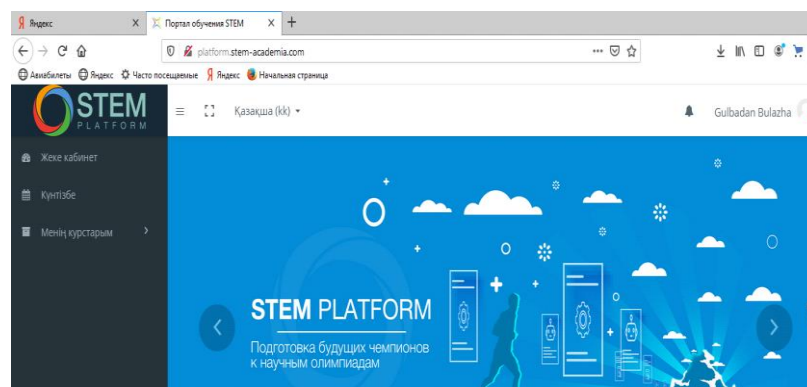 Яндекс
Портал обучения STEM
platform.stem-academia.com
Авиабилеты Яндекс Часто посещаемые Яндекс Начальная страница
STEM
PLATFORM
Қазақша (kk)
Gulbadan Bulazha
Жеке кабинет
Күнтізбе
Менің курстарым
STEM PLATFORM
Подготовка будущих чемпионов
к научным олимпиадам